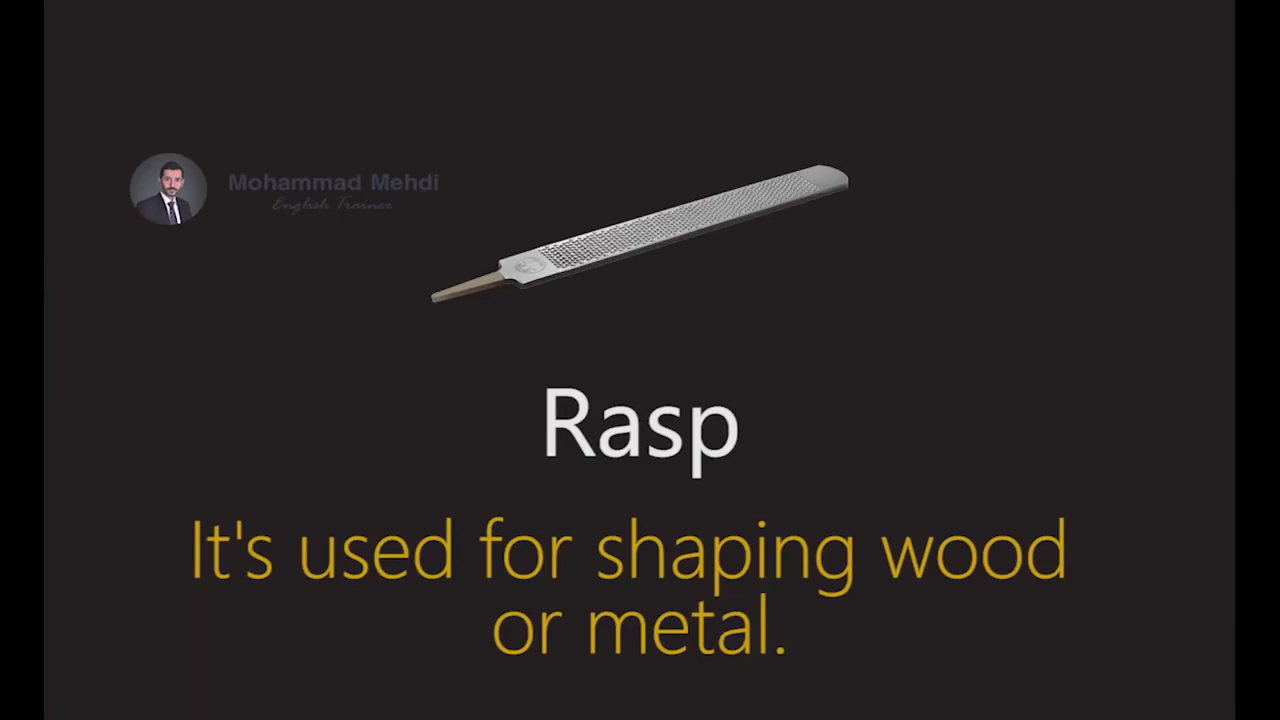 Mohammad Mehdi
English Trainer
Rasp
It's used for shaping wood
or metal.